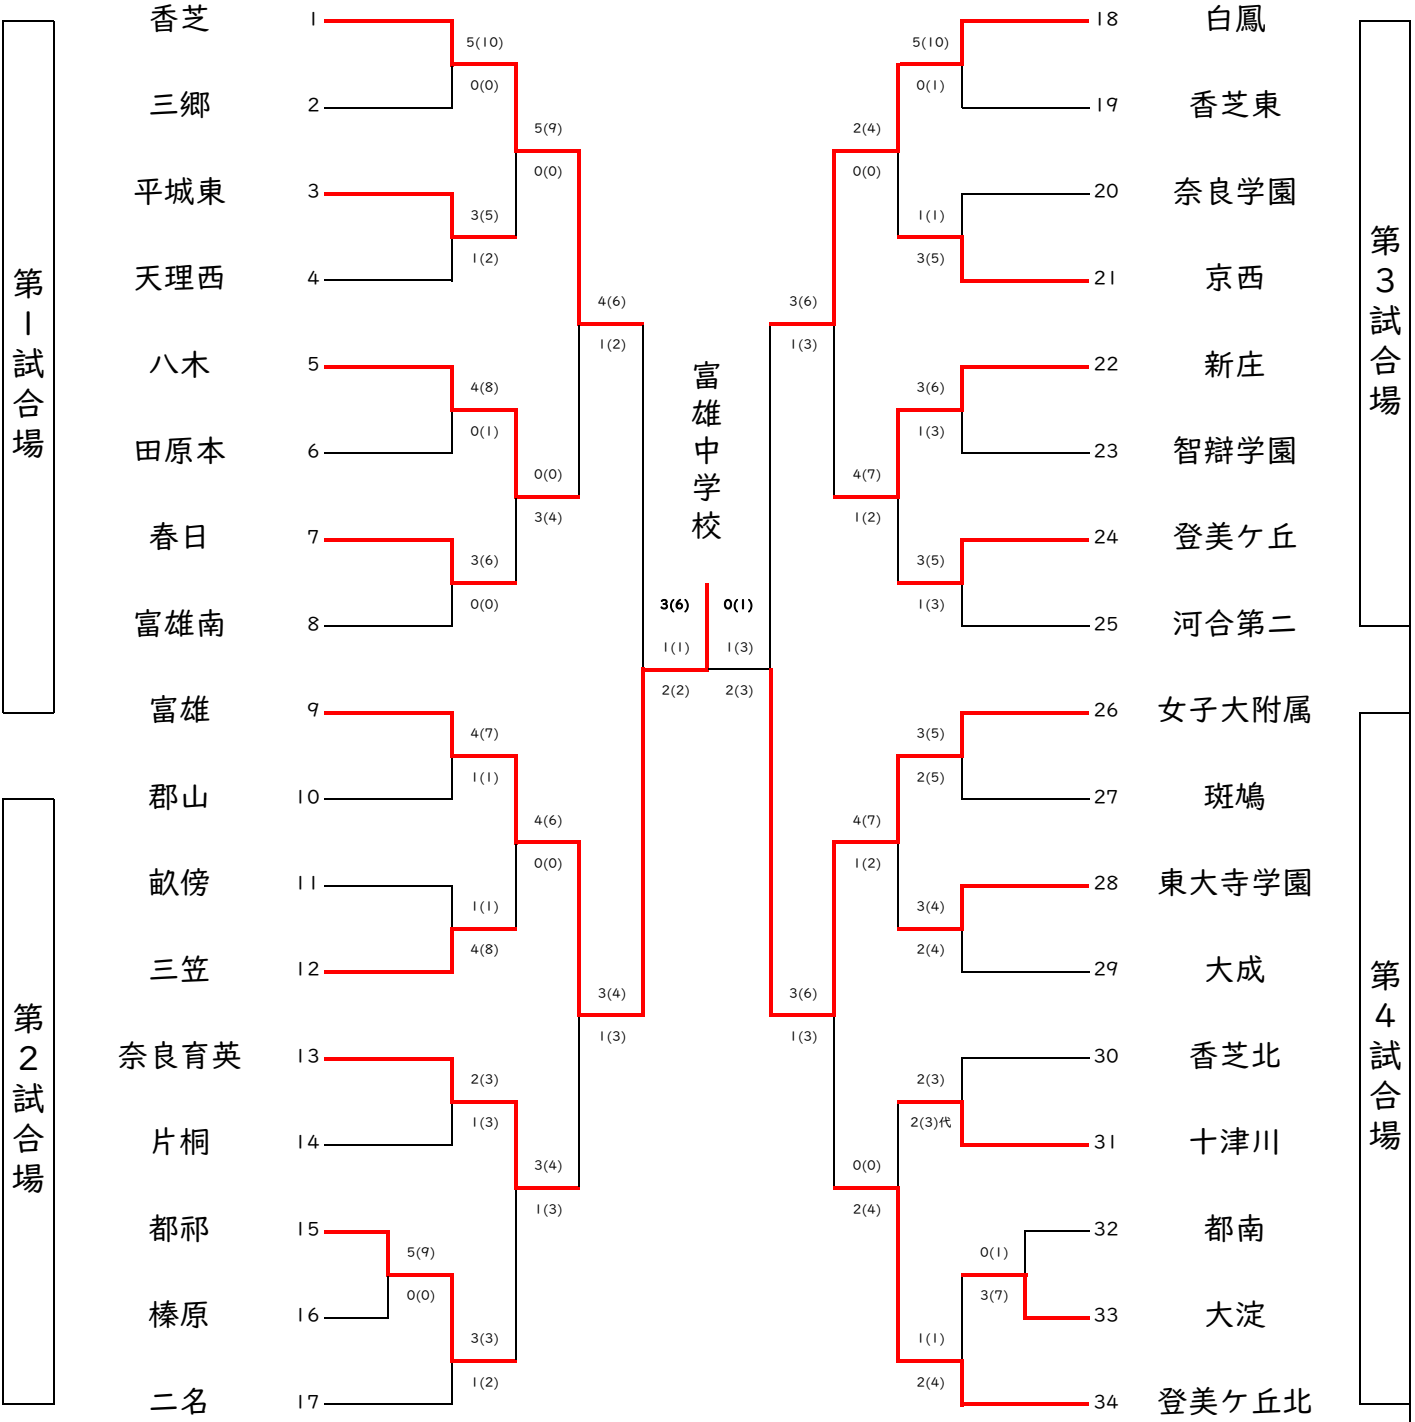 香芝 1
三郷 2
平城東 3
天理西 4
八木 5
田原本 6
春日 7
富雄南 8
富雄 9
郡山 10
畝傍 11
三笠 12
奈良育英 13
片桐 14
都祁 15
榛原 16
二名 17
第1試合場
第2試合場
5(10)
0(0)
3(5)
1(2)
4(8)
0(1)
3(6)
0(0)
4(7)
1(1)
1(1)
4(8)
2(3)
1(3)
5(9)
0(0)
3(3)
1(2)
5(9)
0(0)
0(0)
3(4)
4(6)
0(0)
3(4)
1(3)
4(6)
1(2)
3(4)
1(3)
1(1)
2(2)
富雄中学校
3(6) 0(1)
1(3)
2(3)
3(6)
1(3)
3(6)
1(3)
2(4)
0(0)
4(7)
1(2)
4(7)
1(2)
0(0)
2(4)
5(10)
0(1)
1(1)
3(5)
3(6)
1(3)
3(5)
1(3)
3(5)
2(5)
3(4)
2(4)
2(3)
2(3)代
0(1)
3(7)
1(1)
2(4)
18 白鳳
19 香芝東
20 奈良学園
21 京西
22 新庄
23 智辯学園
24 登美ケ丘
25 河合第二
26 女子大附属
27 斑鳩
28 東大寺学園
29 大成
30 香芝北
31 十津川
32 都南
33 大淀
34 登美ケ丘北
第3試合場
第4試合場